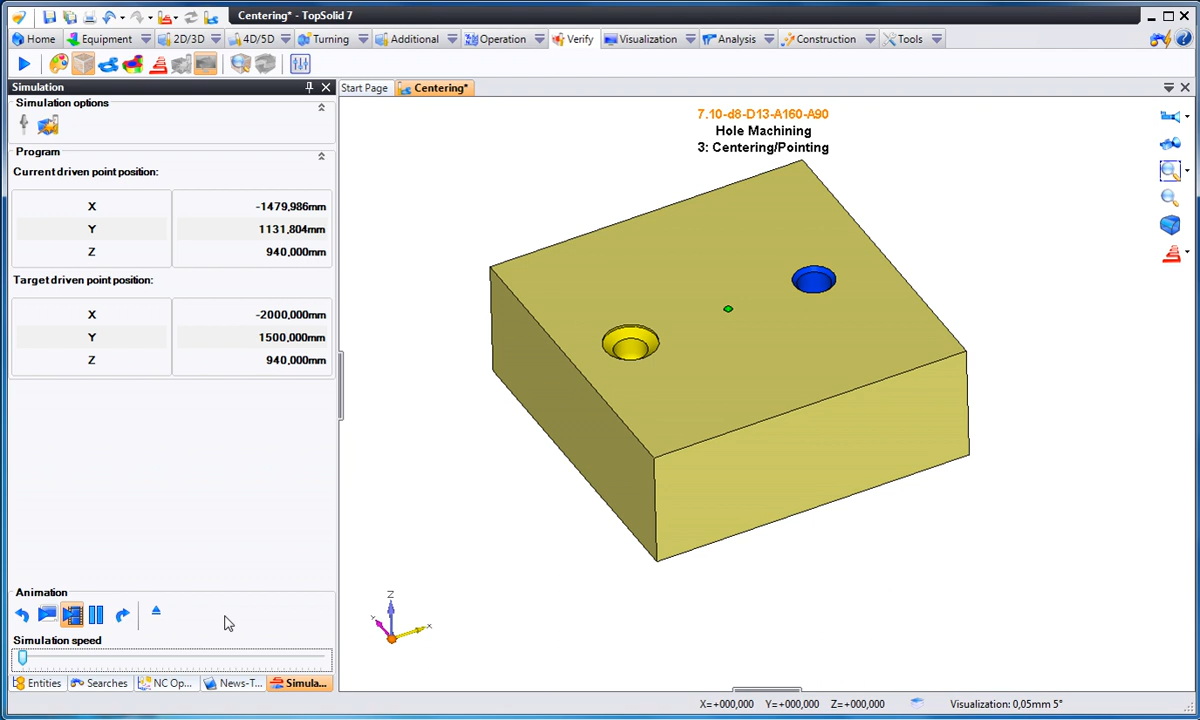 Centering* - TopSolid 7
Home Equipment 2D/3D 4D/5D Turning Additional Operation Verify Visualization Analysis Construction Tools
Simulation
Start Page Centering*
Simulation options
Program
Current driven point position:
X -1479,986mm
Y 1131,804mm
Z 940,000mm
Target driven point position:
X -2000,000mm
Y 1500,000mm
Z 940,000mm
7.10-d8-D13-A160-A90
Hole Machining
3: Centering/Pointing
Z
Y
X
Animation
Simulation speed
Entities Searches NC Op... News-T... Simula...
X=+000,000 Y=+000,000 Z=+000,000 Visualization: 0,05mm 5°